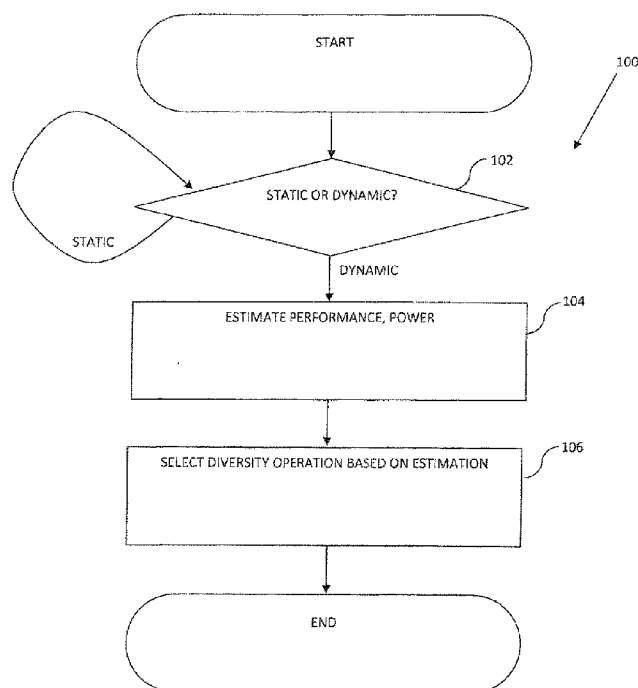 START
100
102
STATIC OR DYNAMIC?
STATIC
DYNAMIC
104
ESTIMATE PERFORMANCE, POWER
106
SELECT DIVERSITY OPERATION BASED ON ESTIMATION
END